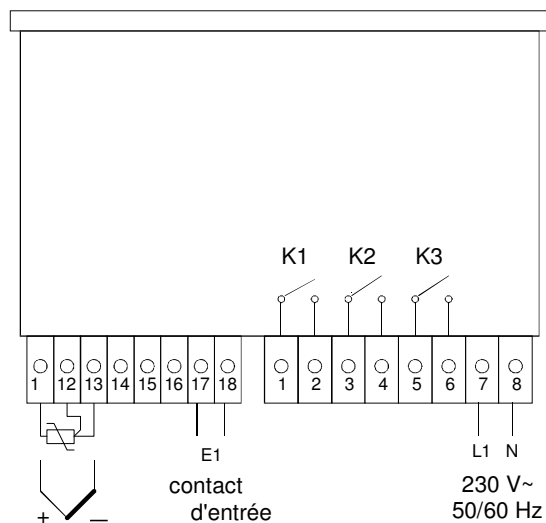 K1 K2 K3
1 12 13 14 15 16 17 18 1 2 3 4 5 6 7 8
E1 L1 N
contact
d'entrée
230 V~
50/60 Hz
+ —